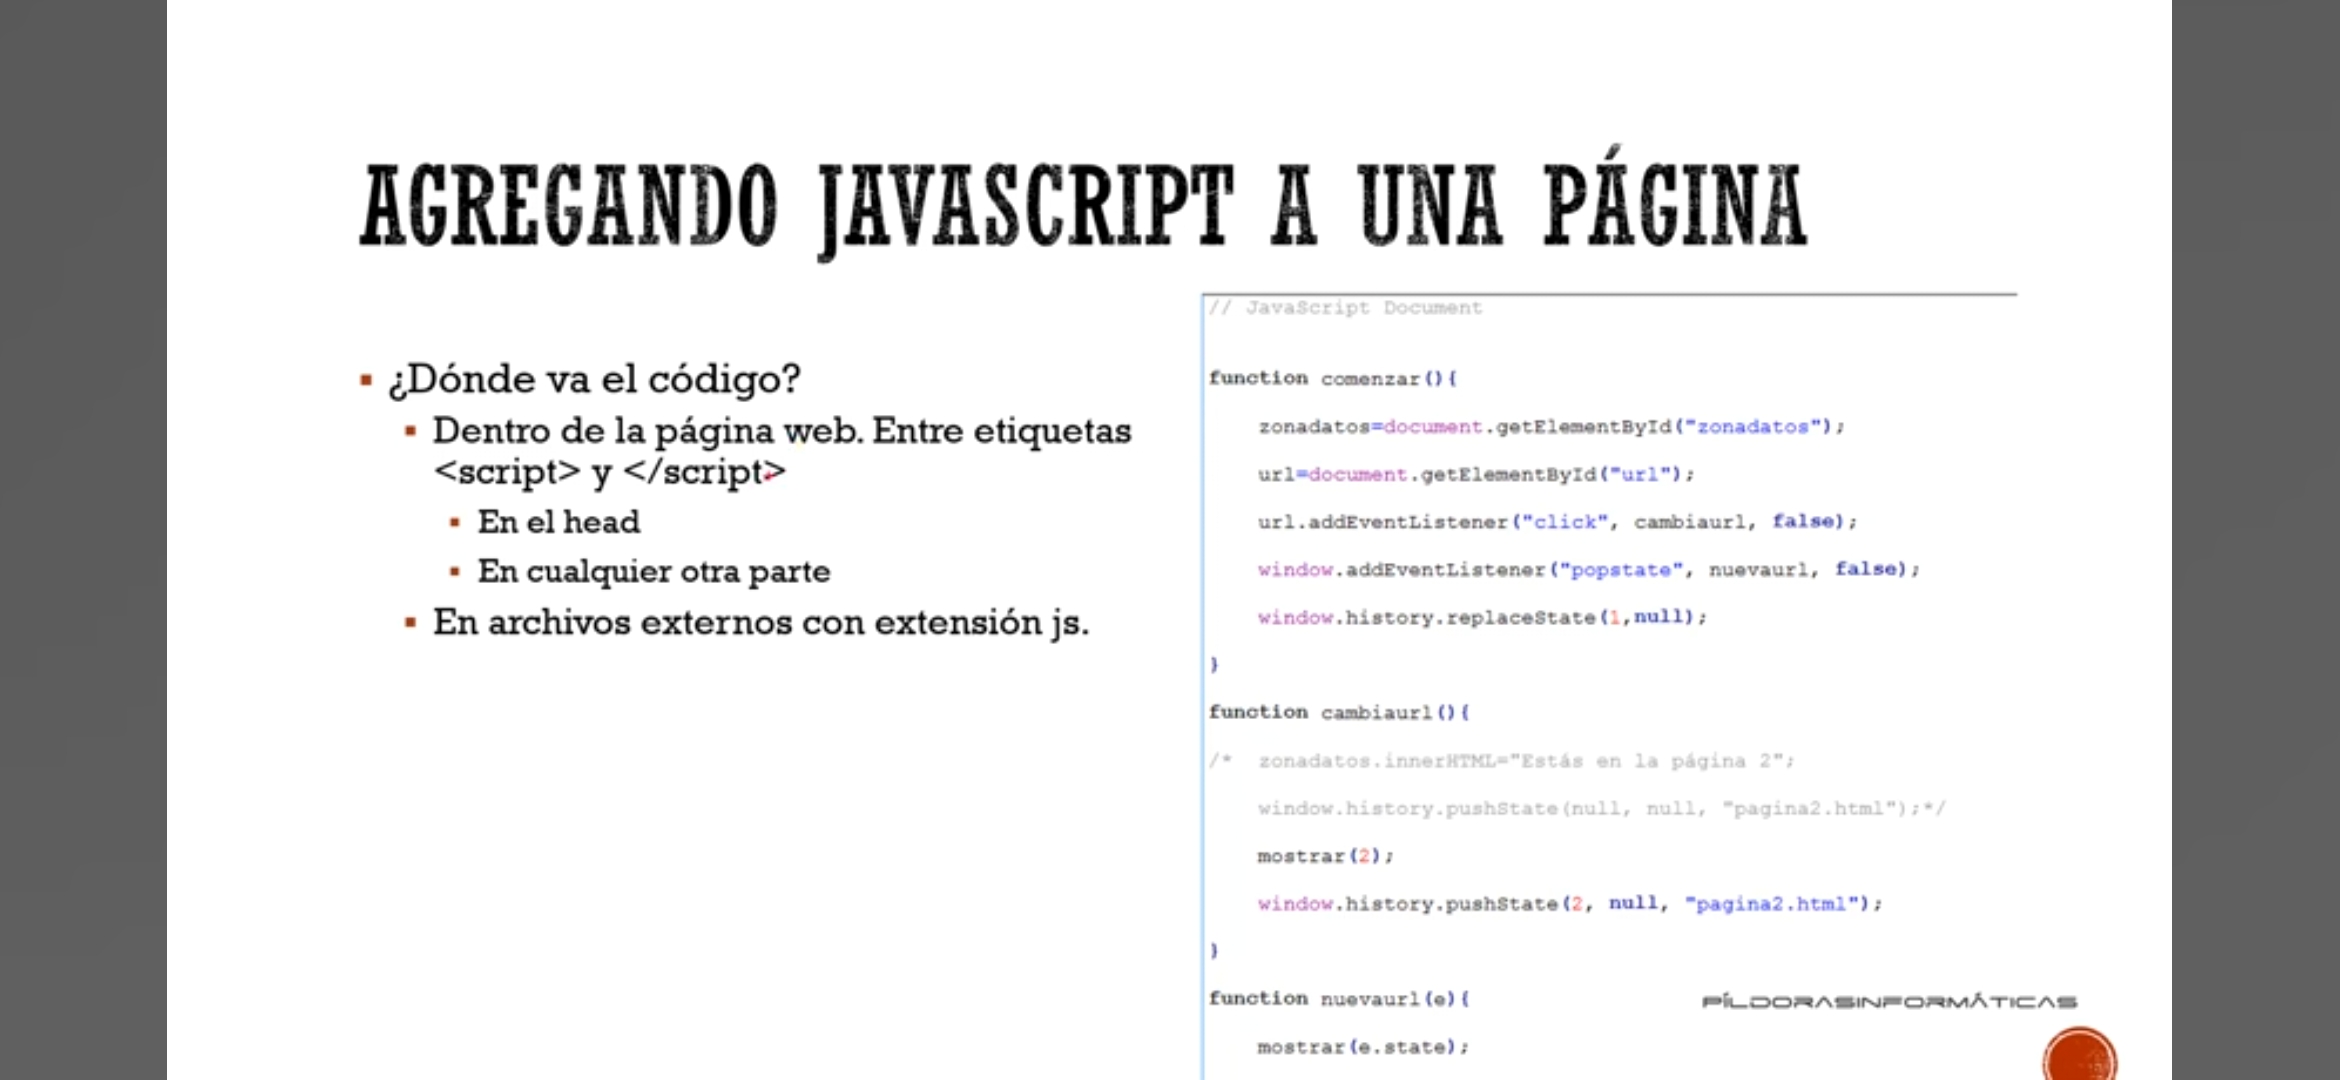 AGREGANDO JAVASCRIPT A UNA PÁGINA
¿Dónde va el código?
Dentro de la página web. Entre etiquetas
<script> y </script>
En el head
En cualquier otra parte
En archivos externos con extensión js.
// JavaScript Document
function comenzar(){
zonadatos=document.getElementById("zonadatos");
url=document.getElementById("url");
url.addEventListener("click", cambiaurl, false);
window.addEventListener("popstate", nuevaurl, false);
window.history.replaceState(1,null);
}
function cambiaurl(){
/* zonadatos.innerHTML="Estás en la página 2";
window.history.pushState(null, null, "pagina2.html");*/
mostrar(2);
window.history.pushState(2, null, "pagina2.html");
}
function nuevaurl(e){
mostrar(e.state);
PÍLDORASINFORMÁTICAS